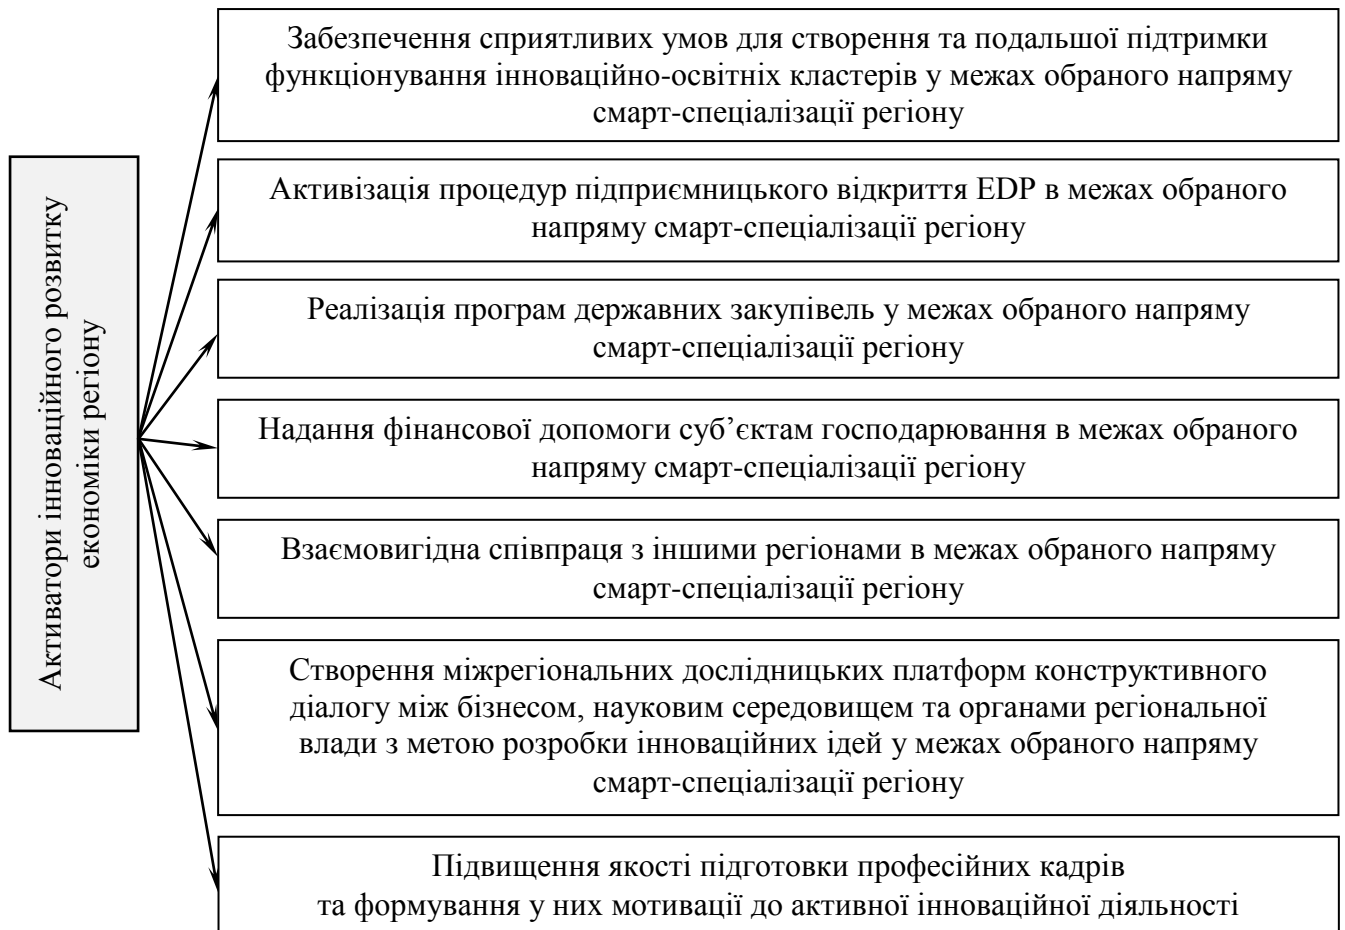 Активатори інноваційного розвитку
економіки регіону
Забезпечення сприятливих умов для створення та подальшої підтримки
функціонування інноваційно-освітніх кластерів у межах обраного напряму
смарт-спеціалізації регіону
Активізація процедур підприємницького відкриття EDP в межах обраного
напряму смарт-спеціалізації регіону
Реалізація програм державних закупівель у межах обраного напряму
смарт-спеціалізації регіону
Надання фінансової допомоги суб’єктам господарювання в межах обраного
напряму смарт-спеціалізації регіону
Взаємовигідна співпраця з іншими регіонами в межах обраного напряму
смарт-спеціалізації регіону
Створення міжрегіональних дослідницьких платформ конструктивного
діалогу між бізнесом, науковим середовищем та органами регіональної
влади з метою розробки інноваційних ідей у межах обраного напряму
смарт-спеціалізації регіону
Підвищення якості підготовки професійних кадрів
та формування у них мотивації до активної інноваційної діяльності